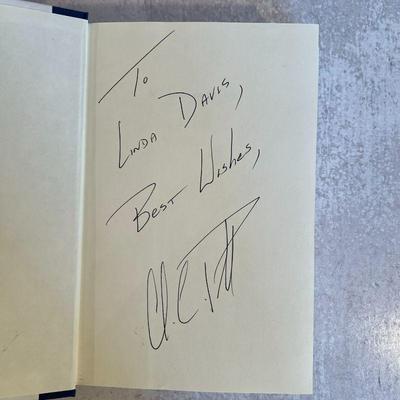 To
Linda Davis,
Best Wishes,